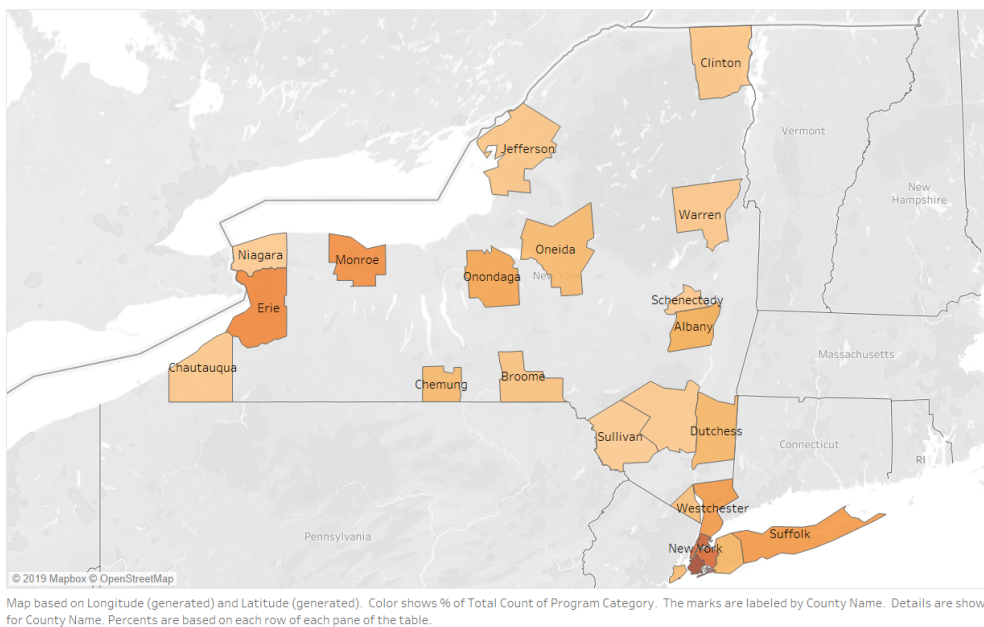 Clinton
Vermont
Jefferson
New
Hampshire
Warren
Niagara
Monroe
Oneida
Onondaga
New York
Erie
Schenectady
Albany
Massachusetts
Chautauqua
Chemung
Broome
Sullivan
Dutchess
Connecticut
RI
Westchester
Pennsylvania
New York
Suffolk
© 2019 Mapbox © OpenStreetMap
Map based on Longitude (generated) and Latitude (generated).  Color shows % of Total Count of Program Category.  The marks are labeled by County Name.  Details are show
for County Name. Percents are based on each row of each pane of the table.